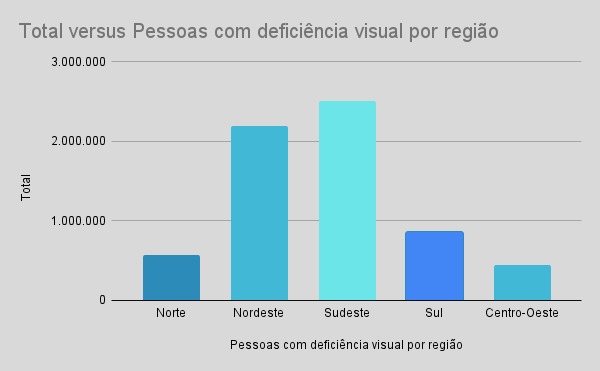 Total versus Pessoas com deficiência visual por região
3.000.000
2.000.000
1.000.000
0
Total
Norte
Nordeste
Sudeste
Sul
Centro-Oeste
Pessoas com deficiência visual por região